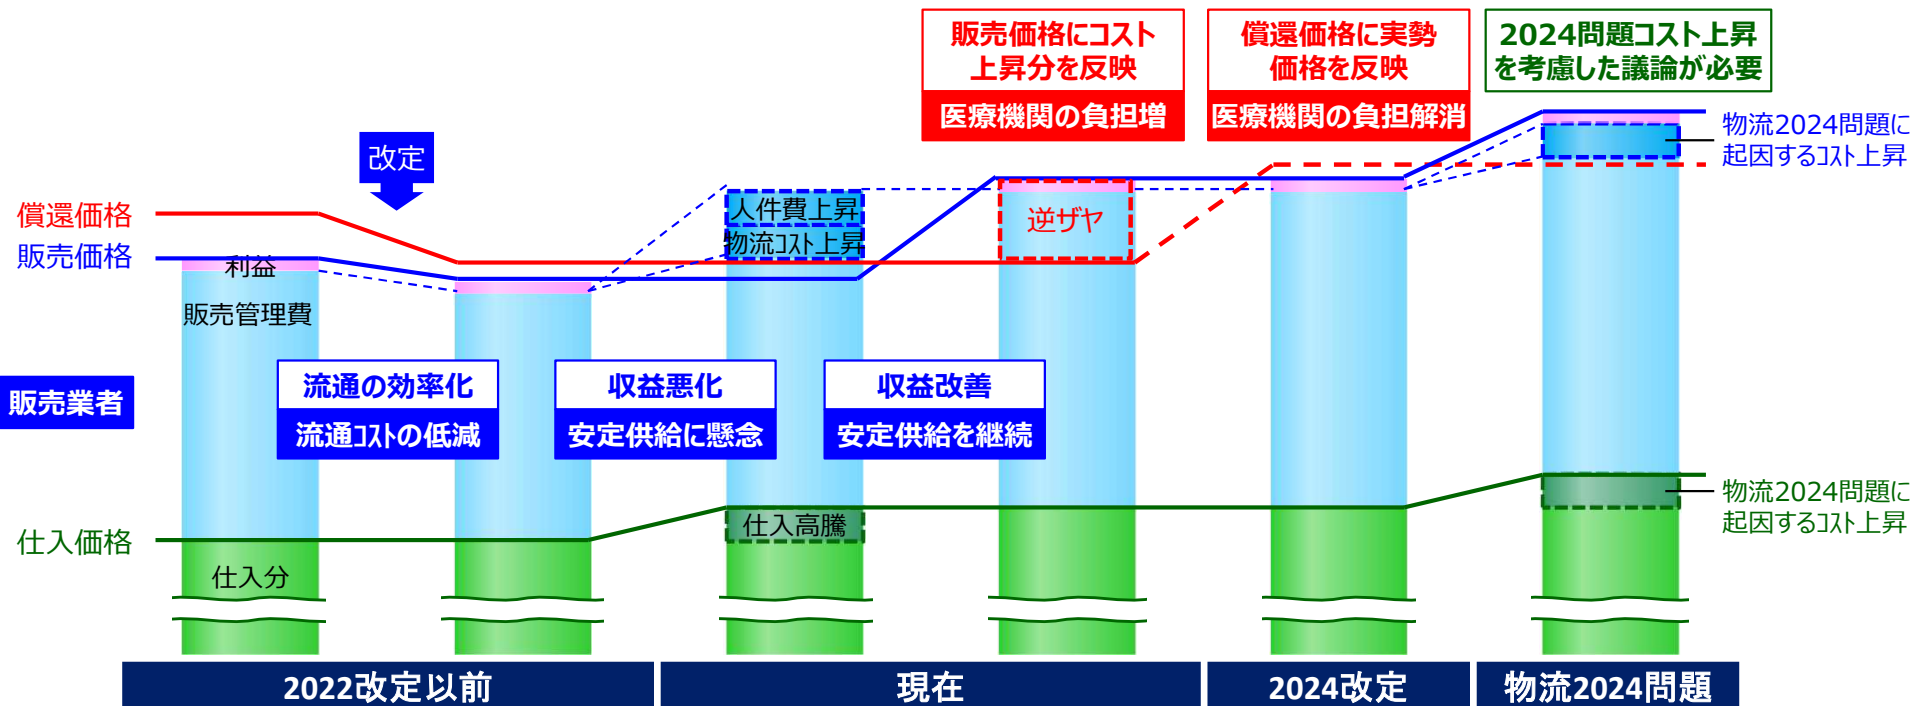 販売価格にコスト
上昇分を反映
医療機関の負担増
償還価格に実勢
価格を反映
医療機関の負担解消
2024問題コスト上昇
を考慮した議論が必要
改定
物流2024問題に
起因するコスト上昇
償還価格
販売価格
利益
販売管理費
人件費上昇
物流コスト上昇
逆ザヤ
販売業者
流通の効率化
流通コストの低減
収益悪化
安定供給に懸念
収益改善
安定供給を継続
物流2024問題に
起因するコスト上昇
仕入価格
仕入分
仕入高騰
2022改定以前
現在
2024改定
物流2024問題